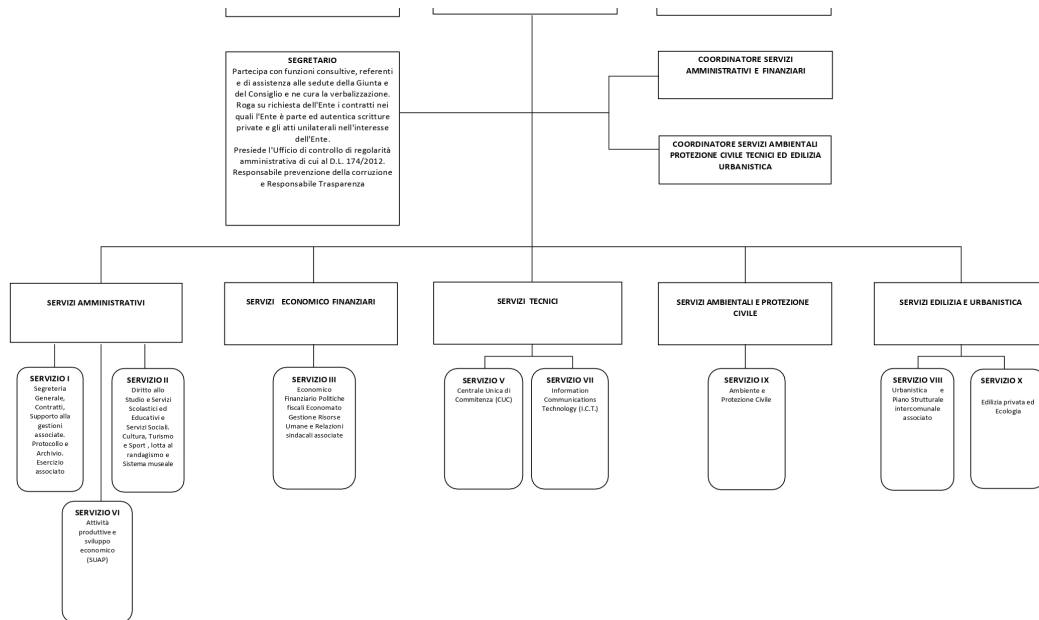 SEGRETARIO
Partecipa con funzioni consultive, referenti
e di assistenza alle sedute della Giunta e
del Consiglio e ne cura la verbalizzazione.
Roga su richiesta dell'Ente i contratti nei
quali l'Ente è parte ed autentica scritture
private e gli atti unilaterali nell'interesse
dell'Ente.
Presiede l'Ufficio di controllo di regolarità
amministrativa di cui al D.L. 174/2012.
Responsabile prevenzione della corruzione
e Responsabile Trasparenza
COORDINATORE SERVIZI
AMMINISTRATIVI E FINANZIARI
COORDINATORE SERVIZI AMBIENTALI
PROTEZIONE CIVILE TECNICI ED EDILIZIA
URBANISTICA
SERVIZI AMMINISTRATIVI
SERVIZI ECONOMICO FINANZIARI
SERVIZI TECNICI
SERVIZI AMBIENTALI E PROTEZIONE
CIVILE
SERVIZI EDILIZIA E URBANISTICA
SERVIZIO I
Segreteria
Generale,
Contratti,
Supporto alla
gestioni
associate.
Protocollo e
Archivio.
Esercizio
associato
SERVIZIO II
Diritto allo
Studio e Servizi
Scolastici ed
Educativi e
Servizi Sociali.
Cultura, Turismo
e Sport , lotta al
randagismo e
Sistema museale
SERVIZIO III
Economico
Finanziario Politiche
fiscali Economato
Gestione Risorse
Umane e Relazioni
sindacali associate
SERVIZIO V
Centrale Unica di
Commitenza (CUC)
SERVIZIO VII
Information
Communications
Technology (I.C.T.)
SERVIZIO IX
Ambiente e
Protezione Civile
SERVIZIO VIII
Urbanistica e
Piano Strutturale
intercomunale
associato
SERVIZIO X
Edilizia privata ed
Ecologia
SERVIZIO VI
Attività
produttive e
sviluppo
economico
(SUAP)